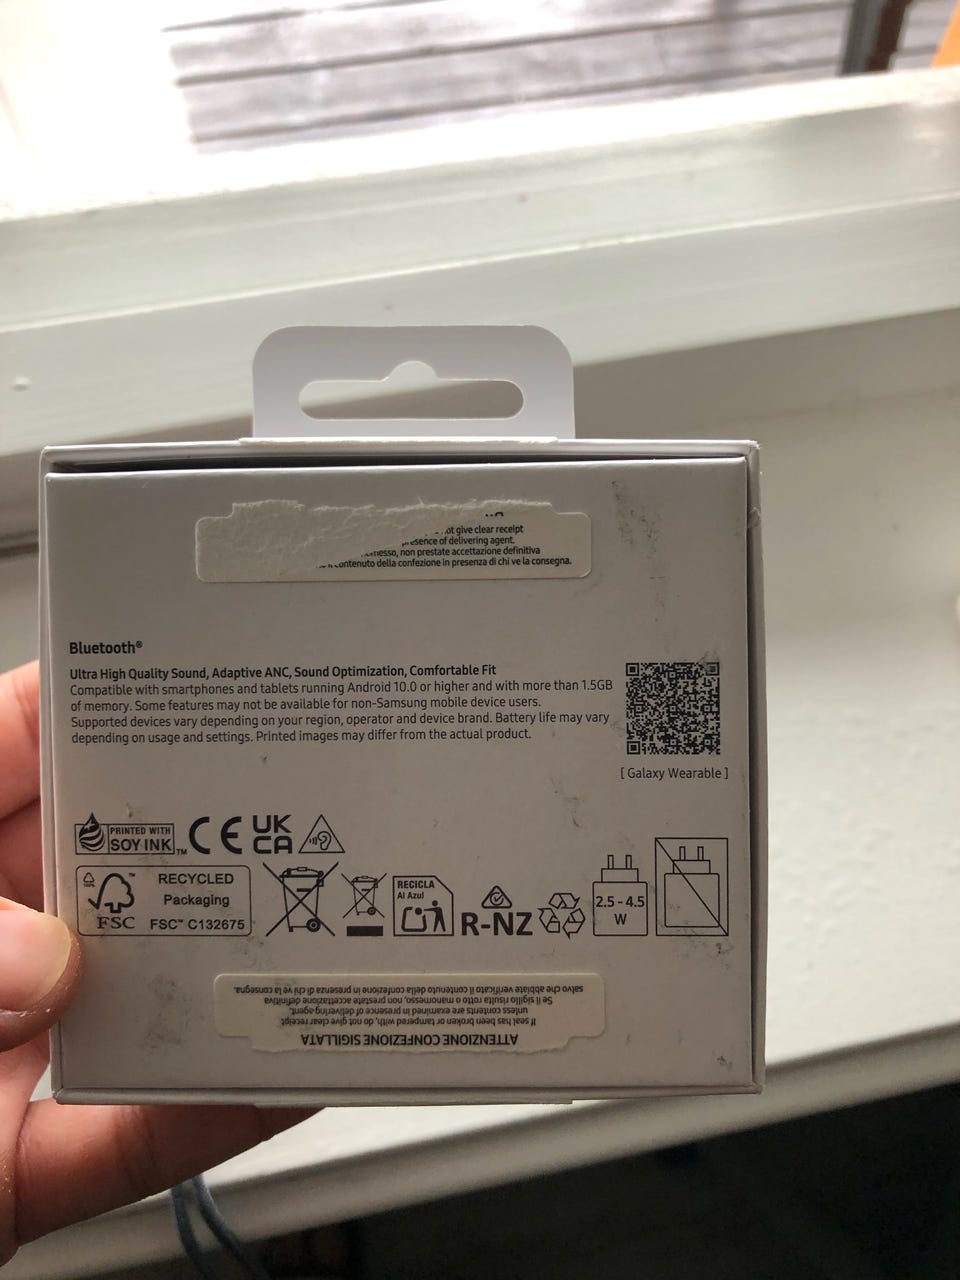 not give clear receipt
presence of delivering agent.
non prestate accettazione definitiva
contenuto della confezione in presenza di chi ve la consegna.
Bluetooth®
Ultra High Quality Sound, Adaptive ANC, Sound Optimization, Comfortable Fit
Compatible with smartphones and tablets running Android 10.0 or higher and with more than 1.5GB
of memory. Some features may not be available for non-Samsung mobile device users.
Supported devices vary depending on your region, operator and device brand. Battery life may vary
depending on usage and settings. Printed images may differ from the actual product.
[ Galaxy Wearable ]
PRINTED WITH
SOY INK™
CE
UK
CA
100%
FSC™
RECYCLED
Packaging
FSC™ C132675
RECICLA
Al Azul
R-NZ
2.5 - 4.5
W
ATTENZIONE CONFEZIONE SIGILLATA
If seal has been broken or tampered with, do not give clear receipt
unless contents are examined in presence of delivering agent.
Se il sigillo risulta rotto o manomesso, non prestate accettazione definitiva
salvo che abbiate verificato il contenuto della confezione in presenza di chi ve la consegna.